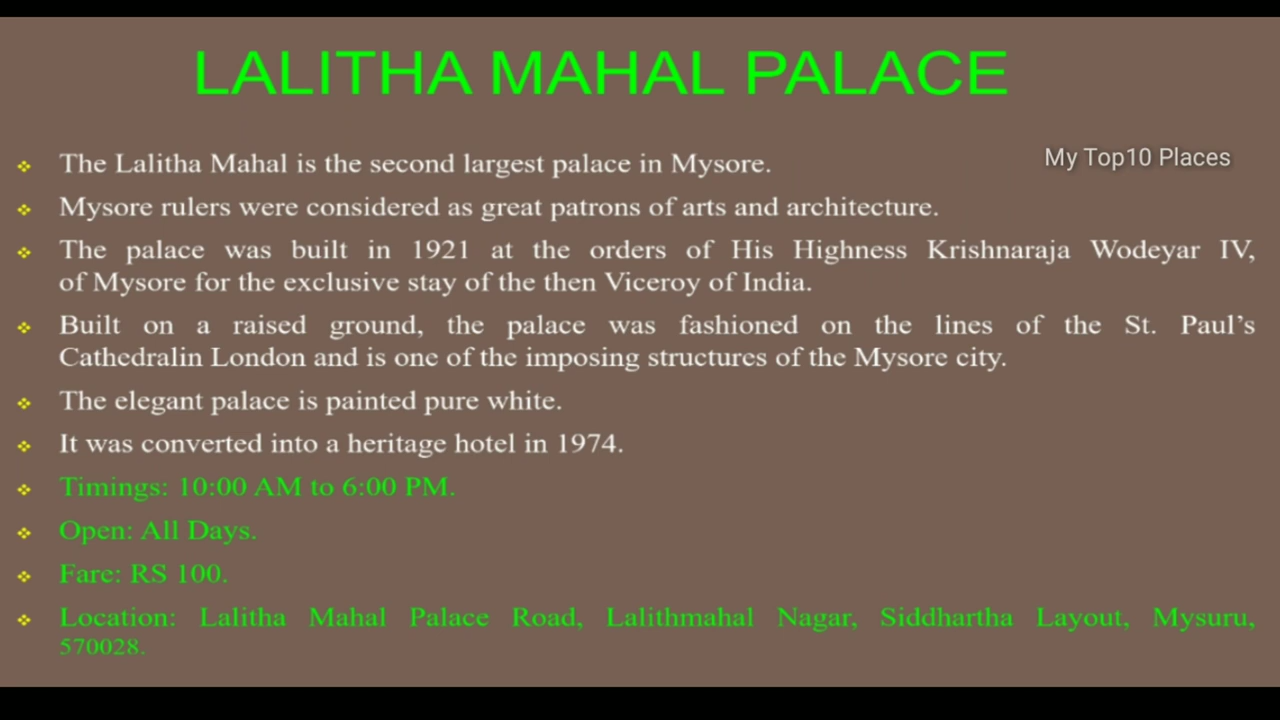 LALITHA MAHAL PALACE
My Top10 Places
The Lalitha Mahal is the second largest palace in Mysore.
Mysore rulers were considered as great patrons of arts and architecture.
The palace was built in 1921 at the orders of His Highness Krishnaraja Wodeyar IV,
of Mysore for the exclusive stay of the then Viceroy of India.
Built on a raised ground, the palace was fashioned on the lines of the St. Paul’s
Cathedralin London and is one of the imposing structures of the Mysore city.
The elegant palace is painted pure white.
It was converted into a heritage hotel in 1974.
Timings: 10:00 AM to 6:00 PM.
Open: All Days.
Fare: RS 100.
Location: Lalitha Mahal Palace Road, Lalithmahal Nagar, Siddhartha Layout, Mysuru,
570028.